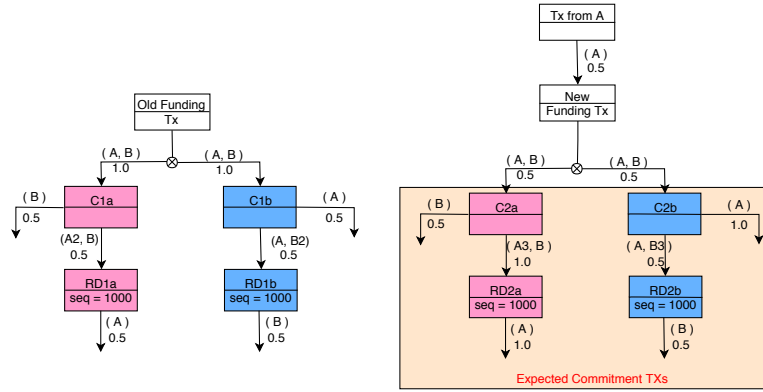 Old Funding
Tx
(A, B)
1.0
(A, B)
1.0
(B)
0.5
C1a
C1b
(A)
0.5
(A2, B)
0.5
(A, B2)
0.5
RD1a
seq = 1000
RD1b
seq = 1000
(A)
0.5
(B)
0.5
Tx from A
(A)
0.5
New
Funding Tx
(A, B)
0.5
(A, B)
0.5
(B)
0.5
C2a
C2b
(A)
1.0
(A3, B)
1.0
(A, B3)
0.5
RD2a
seq = 1000
RD2b
seq = 1000
(A)
1.0
(B)
0.5
Expected Commitment TXs